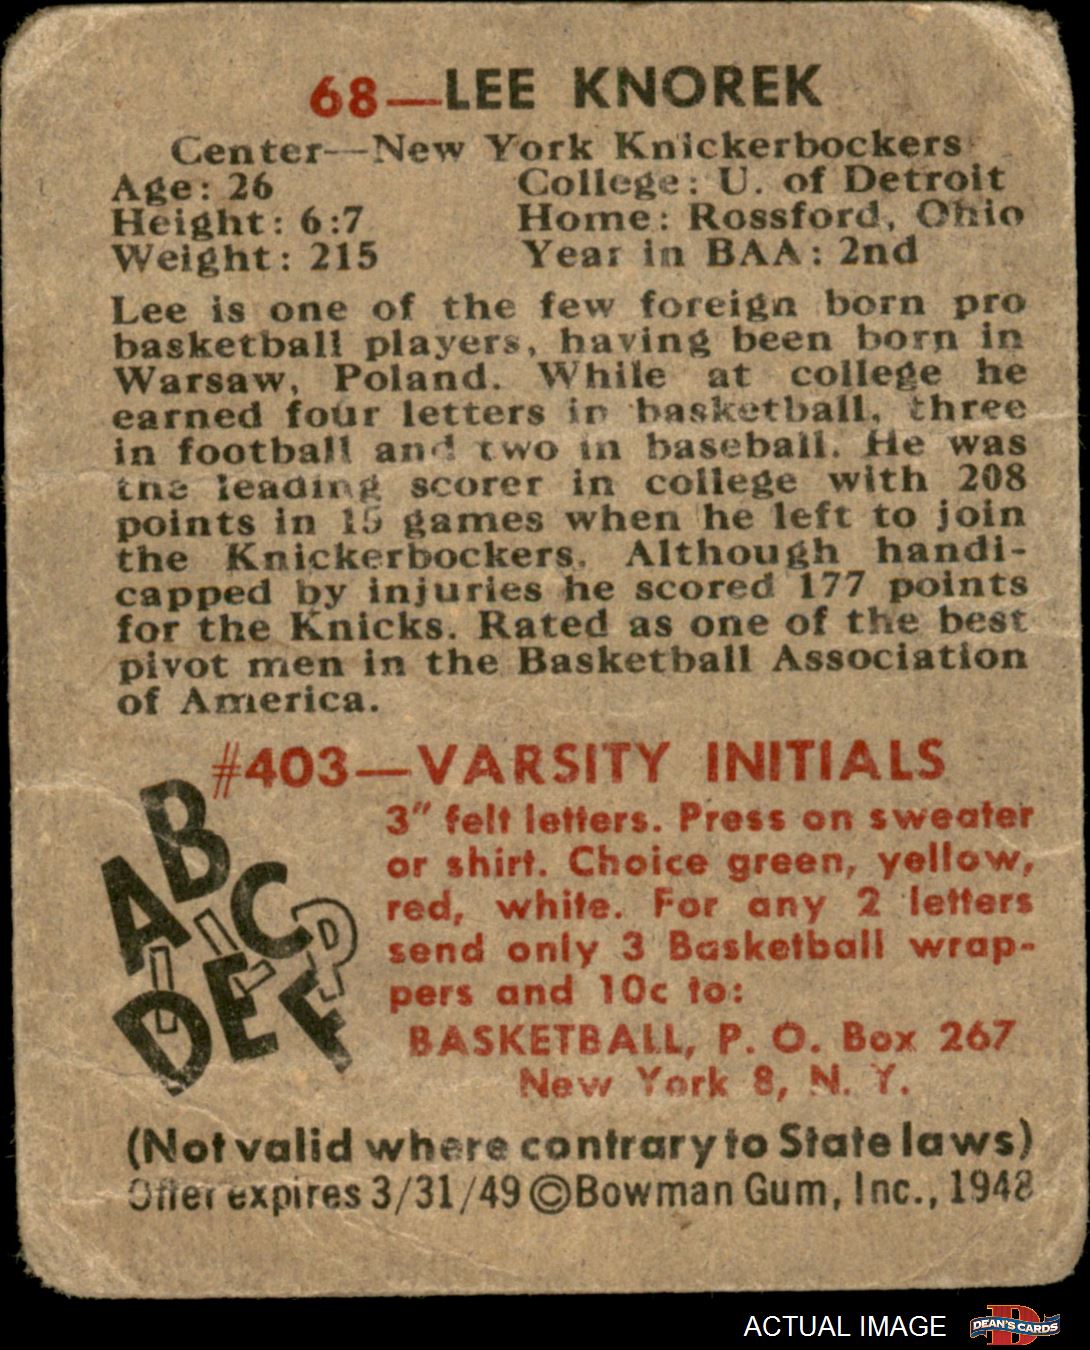 68—LEE KNOREK
Center—New York Knickerbockers
Age: 26 College: U. of Detroit
Height: 6:7 Home: Rossford, Ohio
Weight: 215 Year in BAA: 2nd
Lee is one of the few foreign born pro
basketball players, having been born in
Warsaw, Poland. While at college he
earned four letters in basketball, three
in football and two in baseball. He was
the leading scorer in college with 208
points in 15 games when he left to join
the Knickerbockers. Although handi-
capped by injuries he scored 177 points
for the Knicks. Rated as one of the best
pivot men in the Basketball Association
of America.
#403—VARSITY INITIALS
3" felt letters. Press on sweater
or shirt. Choice green, yellow,
red, white. For any 2 letters
send only 3 Basketball wrap-
pers and 10c to:
BASKETBALL, P. O. Box 267
New York 8, N. Y.
A B C D E F
(Not valid where contrary to State laws)
Offer expires 3/31/49 ©Bowman Gum, Inc., 1948
ACTUAL IMAGE DEAN'S CARDS